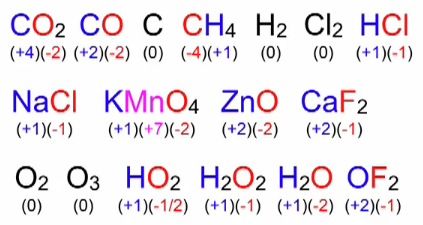 CO2 CO C CH4 H2 Cl2 HCl
(+4)(-2) (+2)(-2) (0) (-4)(+1) (0) (0) (+1)(-1)
NaCl KMnO4 ZnO CaF2
(+1)(-1) (+1)(+7)(-2) (+2)(-2) (+2)(-1)
O2 O3 HO2 H2O2 H2O OF2
(0) (0) (+1)(-1/2) (+1)(-1) (+1)(-2) (+2)(-1)